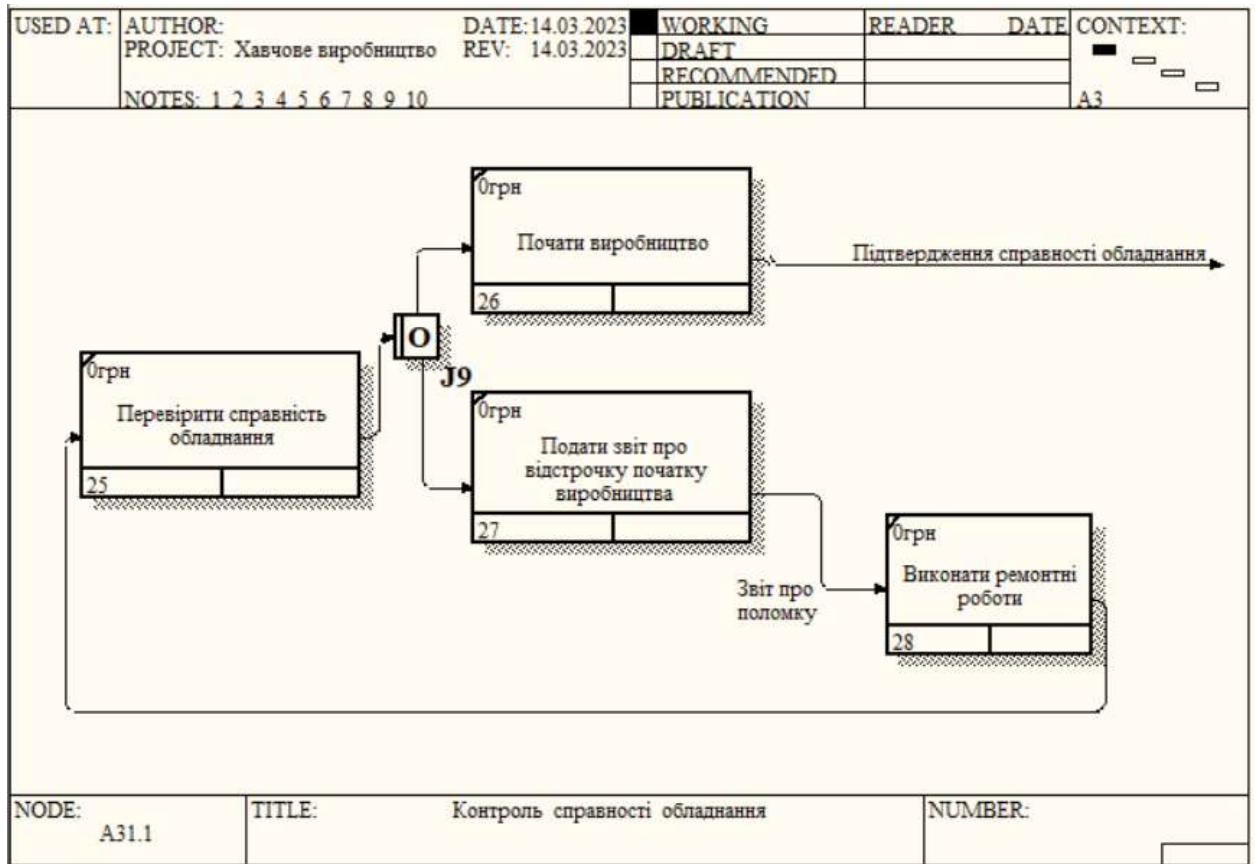 USED AT:
AUTHOR:
DATE:14.03.2023
PROJECT: Хавчове виробництво
REV: 14.03.2023
NOTES: 1 2 3 4 5 6 7 8 9 10
WORKING
DRAFT
RECOMMENDED
PUBLICATION
READER
DATE
CONTEXT:
A3
0грн
Почати виробництво
26
Підтвердження справності обладнання
O
J9
0грн
Перевірити справність
обладнання
25
0грн
Подати звіт про
відстрочку початку
виробництва
27
Звіт про
поломку
0грн
Виконати ремонтні
роботи
28
NODE:
A31.1
TITLE:
Контроль справності обладнання
NUMBER: